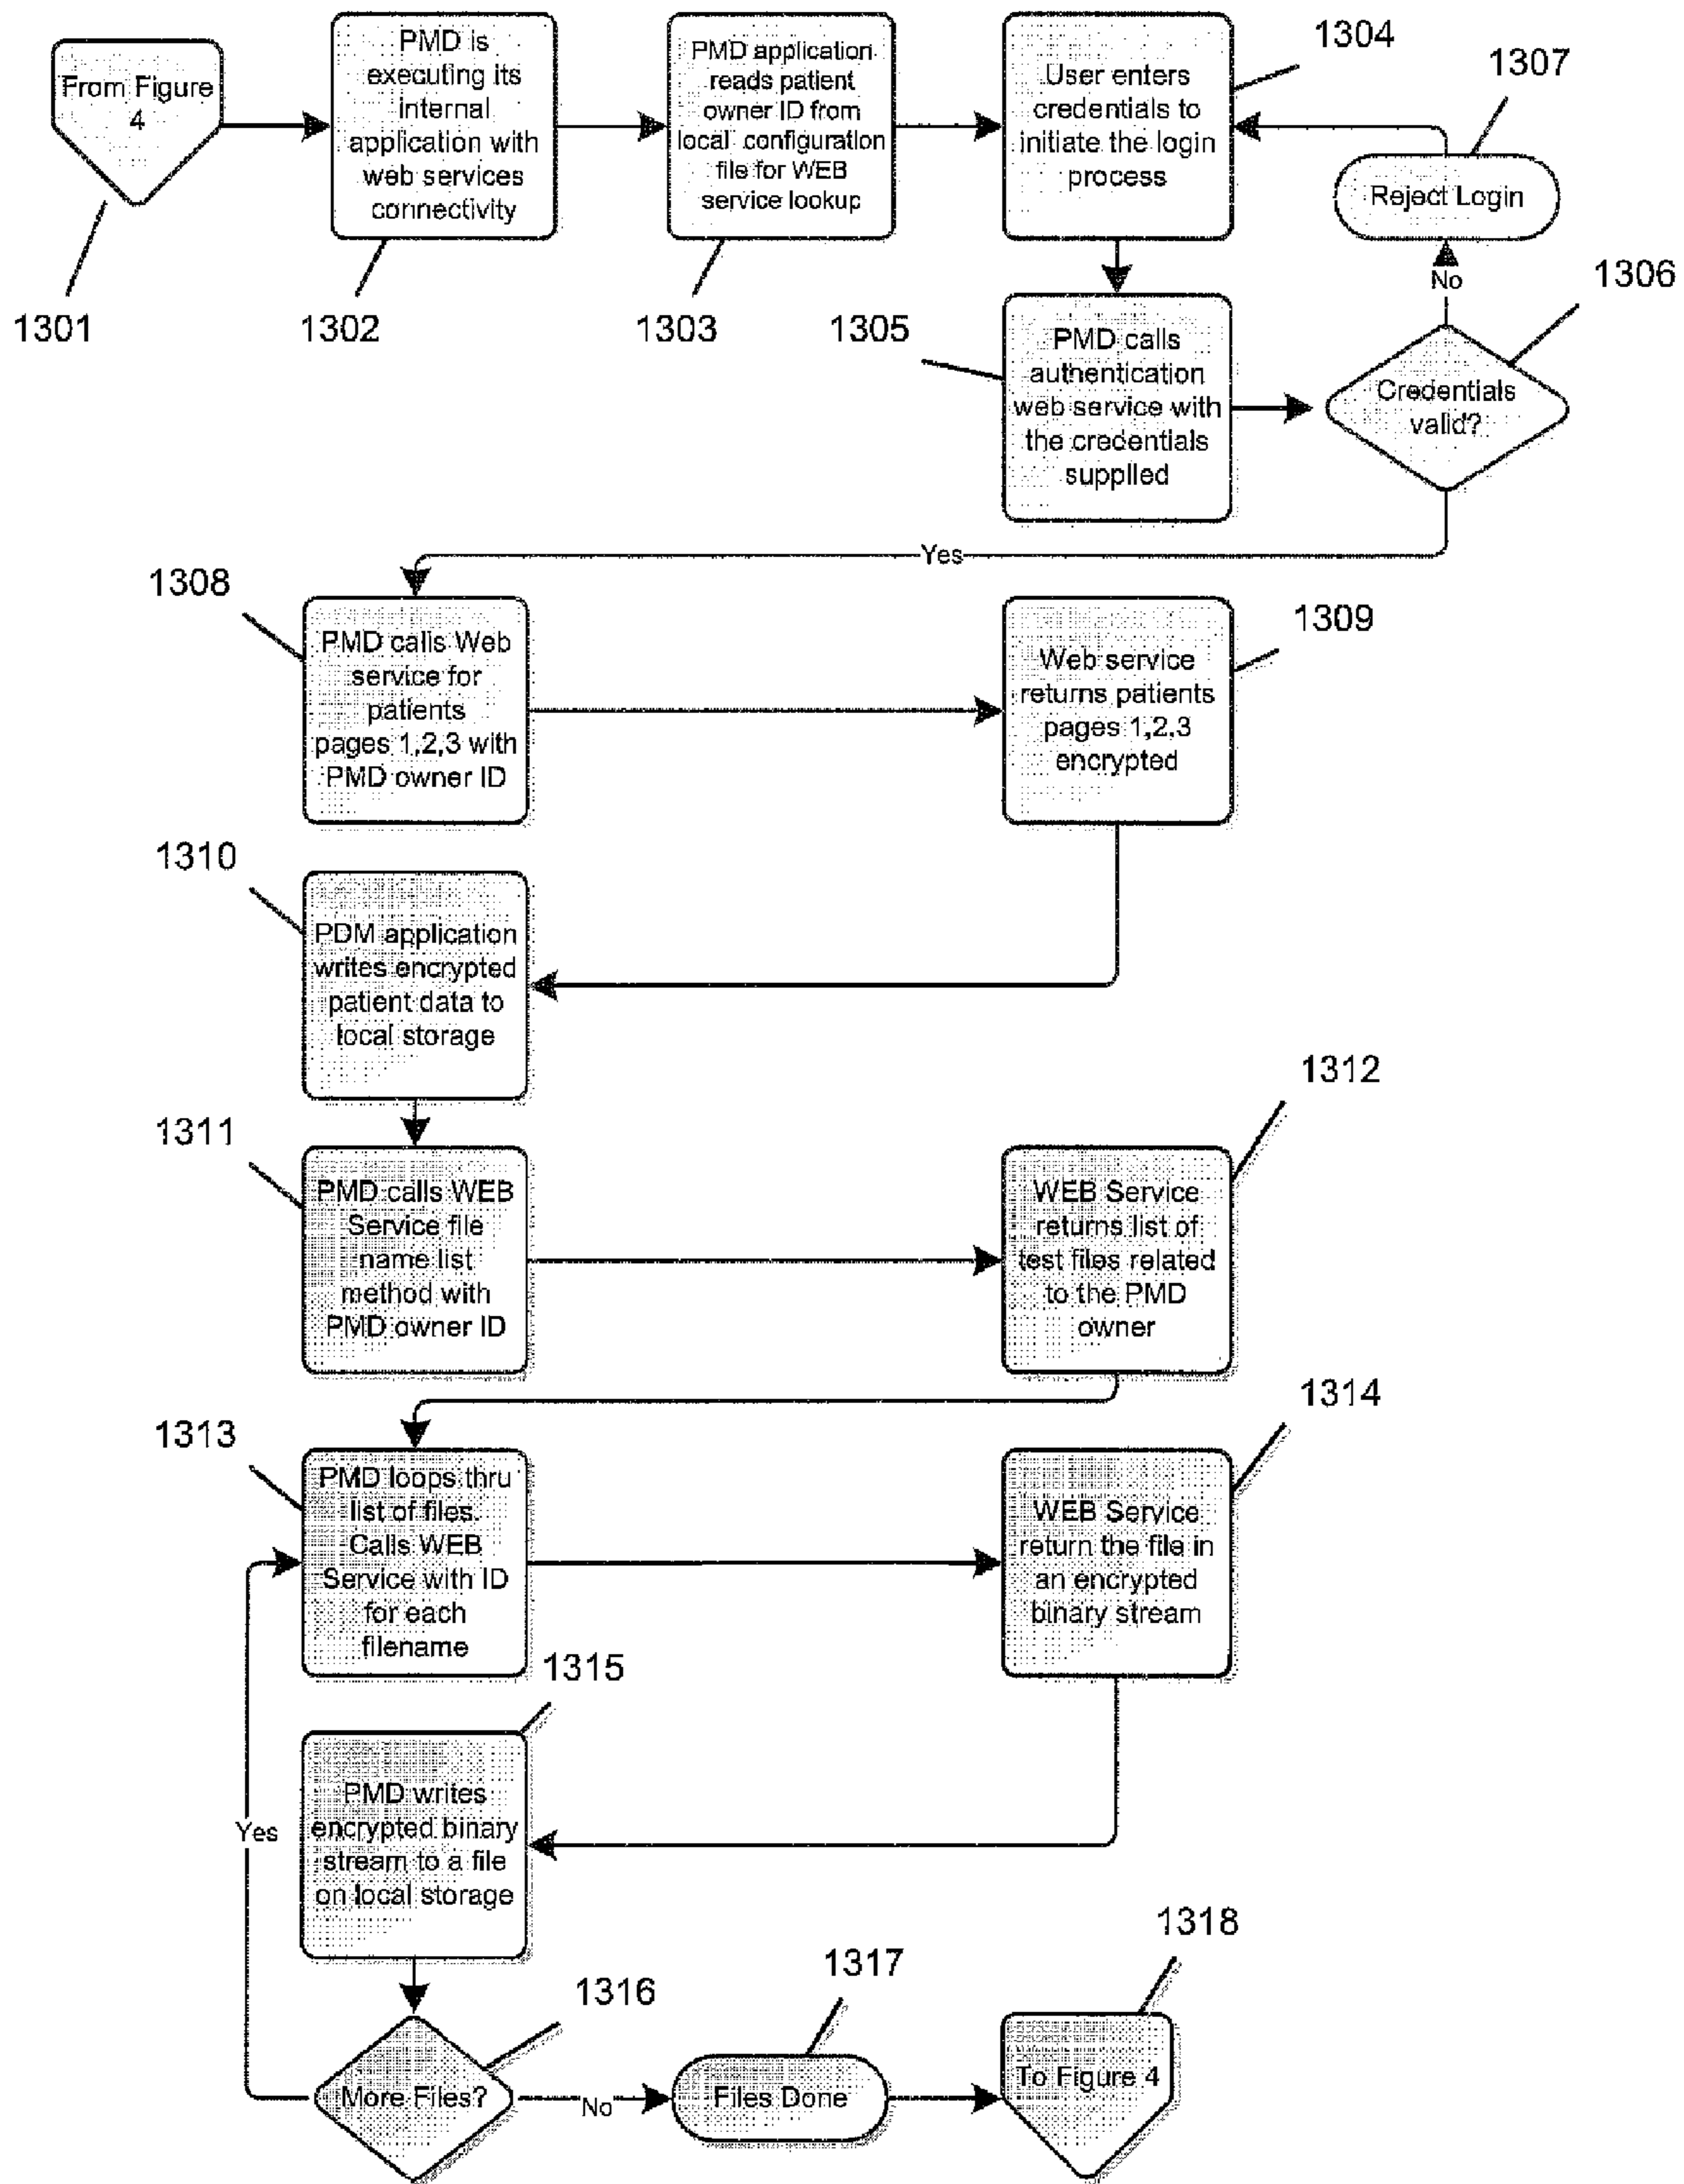 From Figure
4
1301
PMD is
executing its
internal
application with
web services
connectivity
1302
PMD application
reads patient
owner ID from
local configuration
file for WEB
service lookup
1303
User enters
credentials to
initiate the login
process
1304
1307
Reject Login
No
1306
Credentials
valid?
1305
PMD calls
authentication
web service with
the credentials
supplied
Yes
1308
PMD calls Web
service for
patients
pages 1,2,3 with
PMD owner ID
1309
Web service
returns patients
pages 1,2,3
encrypted
1310
PDM application
writes encrypted
patient data to
local storage
1311
PMD calls WEB
Service file
name list
method with
PMD owner ID
1312
WEB Service
returns list of
test files related
to the PMD
owner
1313
PMD loops thru
list of files.
Calls WEB
Service with ID
for each
filename
1314
WEB Service
return the file in
an encrypted
binary stream
1315
PMD writes
encrypted binary
stream to a file
on local storage
Yes
1316
More Files?
No
1317
Files Done
1318
To Figure 4